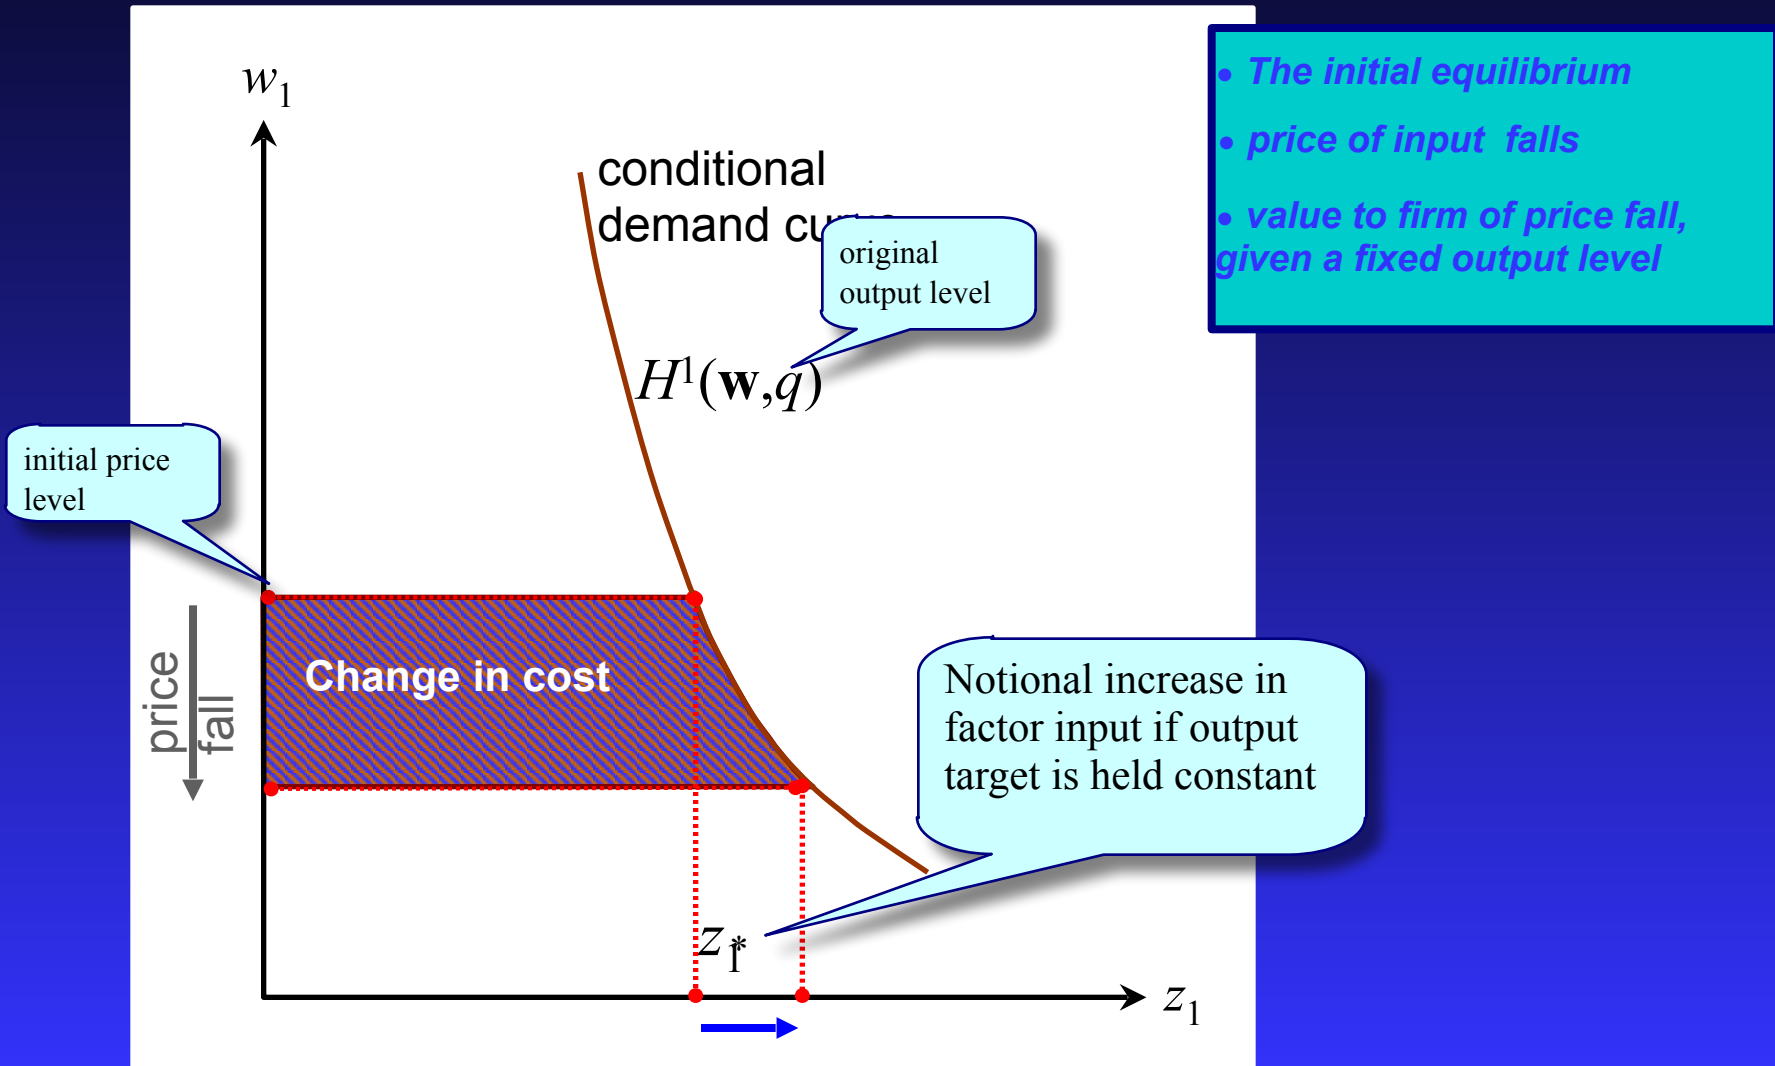 w₁
conditional
demand
original
output level
H¹(w,q)
initial price
level
price
fall
Change in cost
Notional increase in
factor input if output
target is held constant
z₁*
z₁
• The initial equilibrium
• price of input falls
• value to firm of price fall,
given a fixed output level